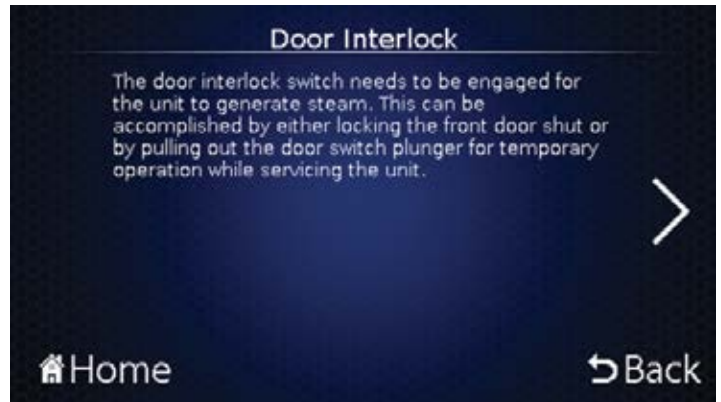 Door Interlock
The door interlock switch needs to be engaged for
the unit to generate steam. This can be
accomplished by either locking the front door shut or
by pulling out the door switch plunger for temporary
operation while servicing the unit.
Home
Back